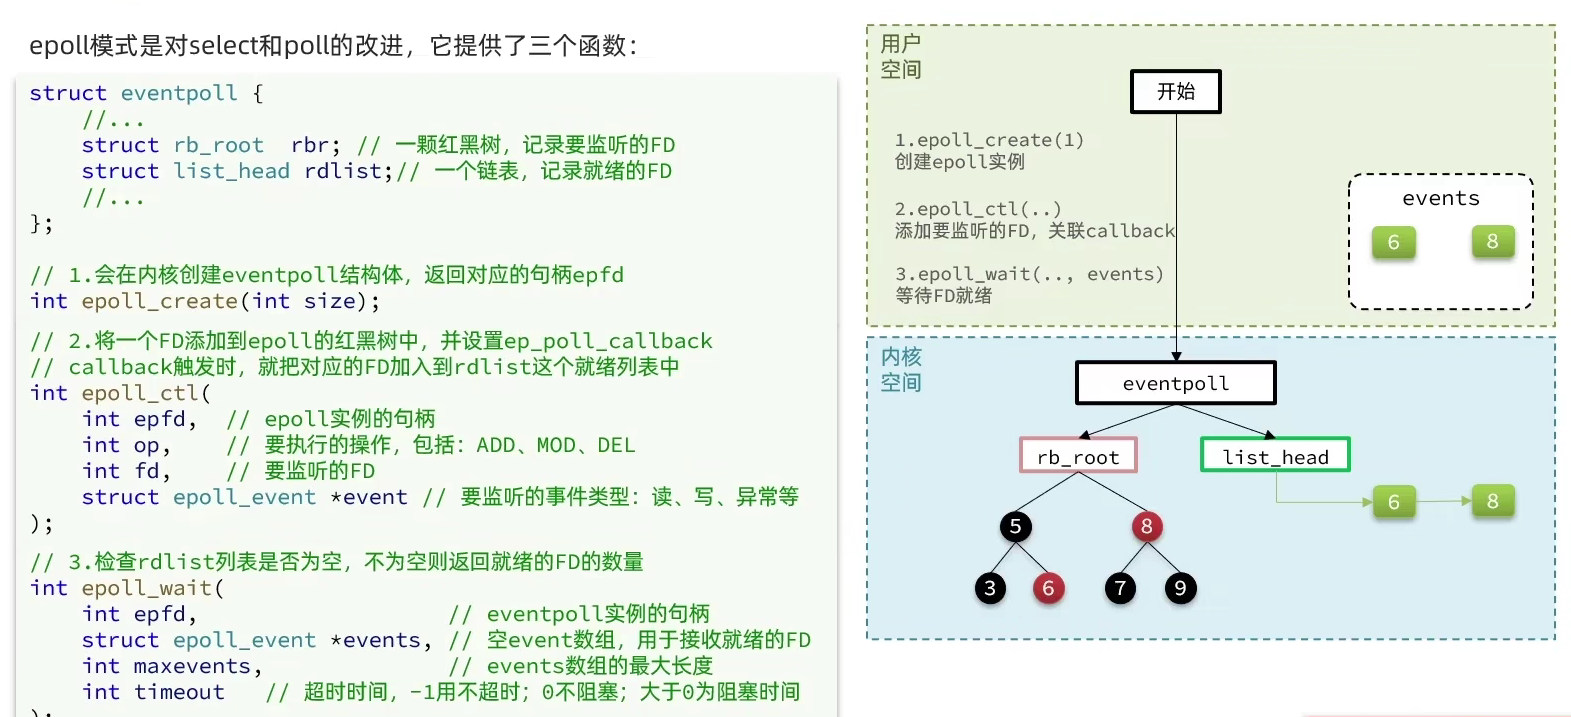 epoll模式是对select和poll的改进，它提供了三个函数：
struct eventpoll {
//...
struct rb_root  rbr; // 一颗红黑树，记录要监听的FD
struct list_head rdlist;// 一个链表，记录就绪的FD
//...
};
// 1.会在内核创建eventpoll结构体，返回对应的句柄epfd
int epoll_create(int size);
// 2.将一个FD添加到epoll的红黑树中，并设置ep_poll_callback
// callback触发时，就把对应的FD加入到rdlist这个就绪列表中
int epoll_ctl(
int epfd,  // epoll实例的句柄
int op,    // 要执行的操作，包括：ADD、MOD、DEL
int fd,    // 要监听的FD
struct epoll_event *event // 要监听的事件类型：读、写、异常等
);
// 3.检查rdlist列表是否为空，不为空则返回就绪的FD的数量
int epoll_wait(
int epfd,                   // eventpoll实例的句柄
struct epoll_event *events, // 空event数组，用于接收就绪的FD
int maxevents,              // events数组的最大长度
int timeout   // 超时时间，-1用不超时；0不阻塞；大于0为阻塞时间
);
用户
空间
开始
1.epoll_create(1)
创建epoll实例
2.epoll_ctl(..)
添加要监听的FD，关联callback
3.epoll_wait(.., events)
等待FD就绪
events
6 8
内核
空间
eventpoll
rb_root
list_head
6 8
5 8
3 6 7 9